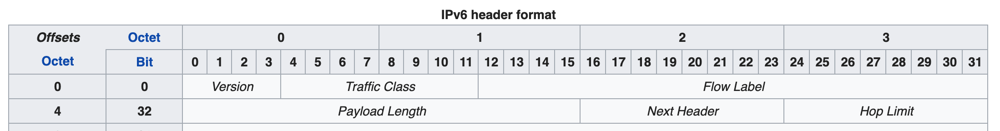 IPv6 header format
Offsets Octet 0 1 2 3
Octet Bit 0 1 2 3 4 5 6 7 8 9 10 11 12 13 14 15 16 17 18 19 20 21 22 23 24 25 26 27 28 29 30 31
0 0 Version Traffic Class Flow Label
4 32 Payload Length Next Header Hop Limit